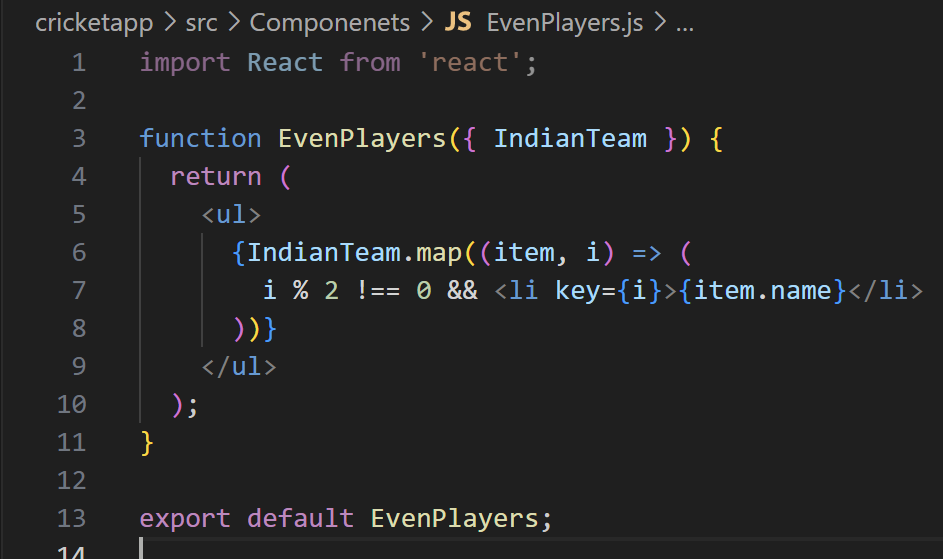 cricketapp > src > Componenets > JS EvenPlayers.js > ...
1 import React from 'react';
2
3 function EvenPlayers({ IndianTeam }) {
4   return (
5     <ul>
6       {IndianTeam.map((item, i) => (
7         i % 2 !== 0 && <li key={i}>{item.name}</li>
8       ))}
9     </ul>
10   );
11 }
12
13 export default EvenPlayers;
14